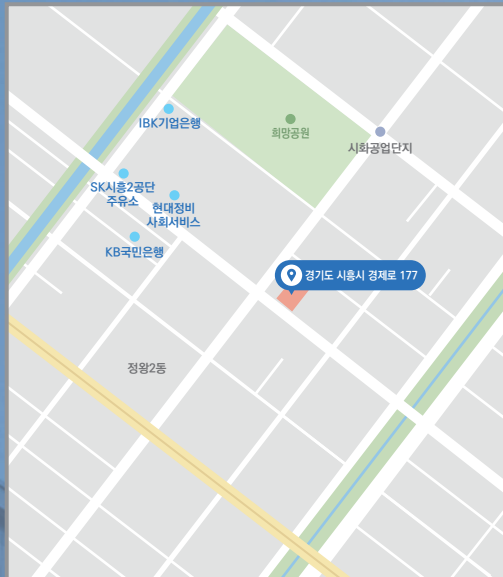 IBK기업은행
희망공원
시화공업단지
SK시흥2공단
주유소
현대정비
사회서비스
KB국민은행
경기도 시흥시 경제로 177
정왕2동